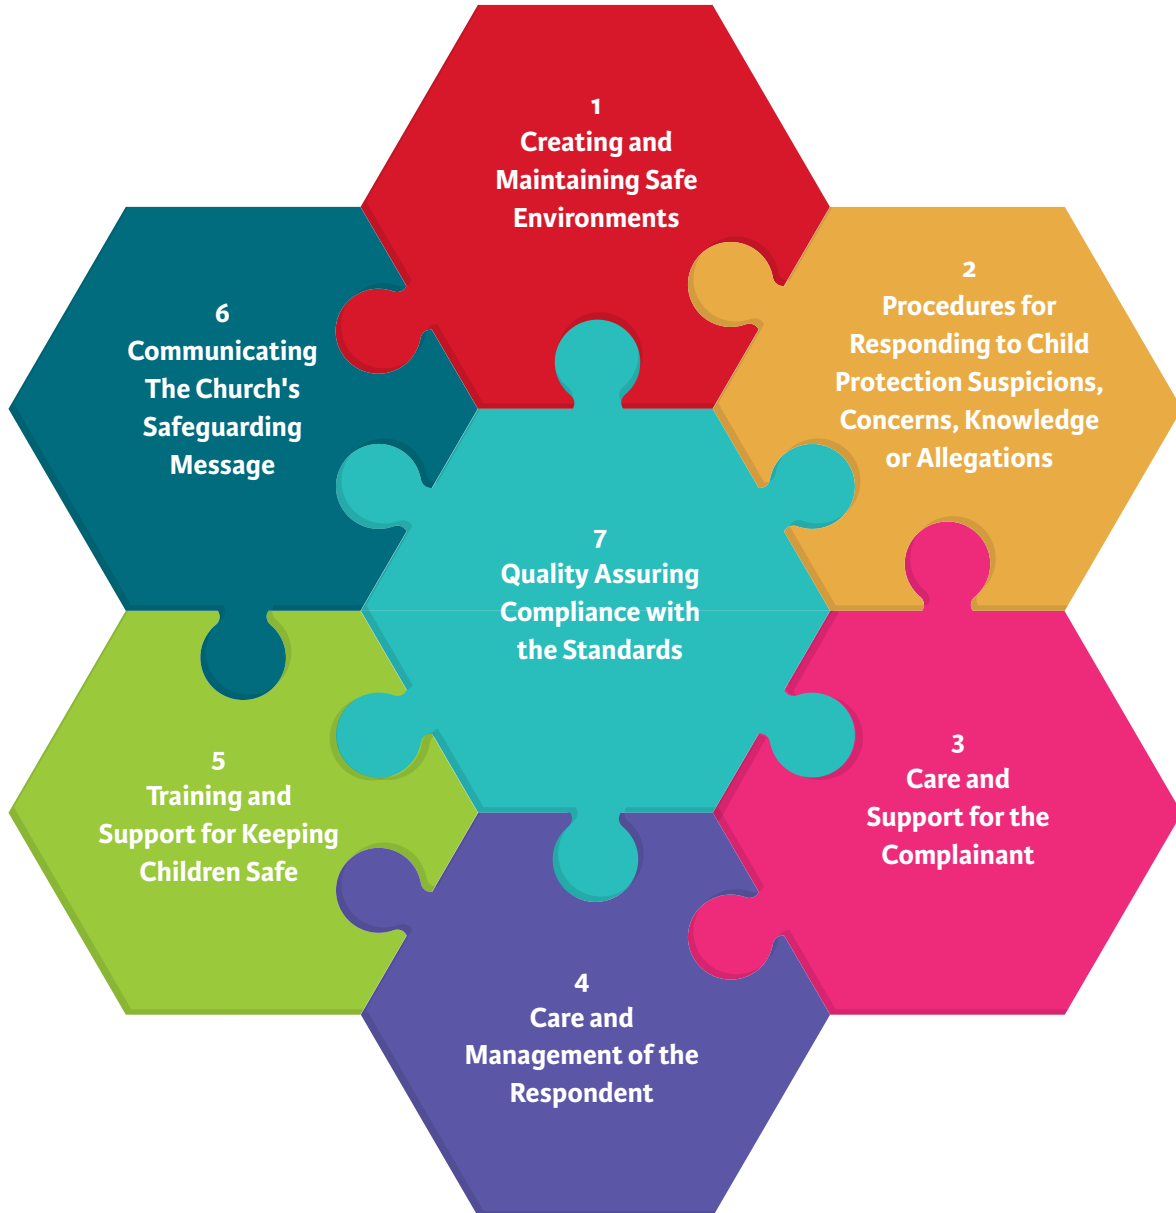 1
Creating and
Maintaining Safe
Environments
2
Procedures for
Responding to Child
Protection Suspicions,
Concerns, Knowledge
or Allegations
3
Care and
Support for the
Complainant
4
Care and
Management of the
Respondent
5
Training and
Support for Keeping
Children Safe
6
Communicating
The Church's
Safeguarding
Message
7
Quality Assuring
Compliance with
the Standards